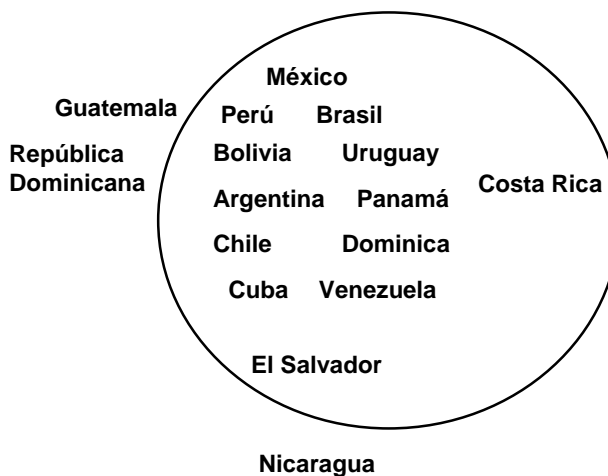 México
Guatemala
Perú Brasil
República
Dominicana
Bolivia Uruguay
Costa Rica
Argentina Panamá
Chile Dominica
Cuba Venezuela
El Salvador
Nicaragua